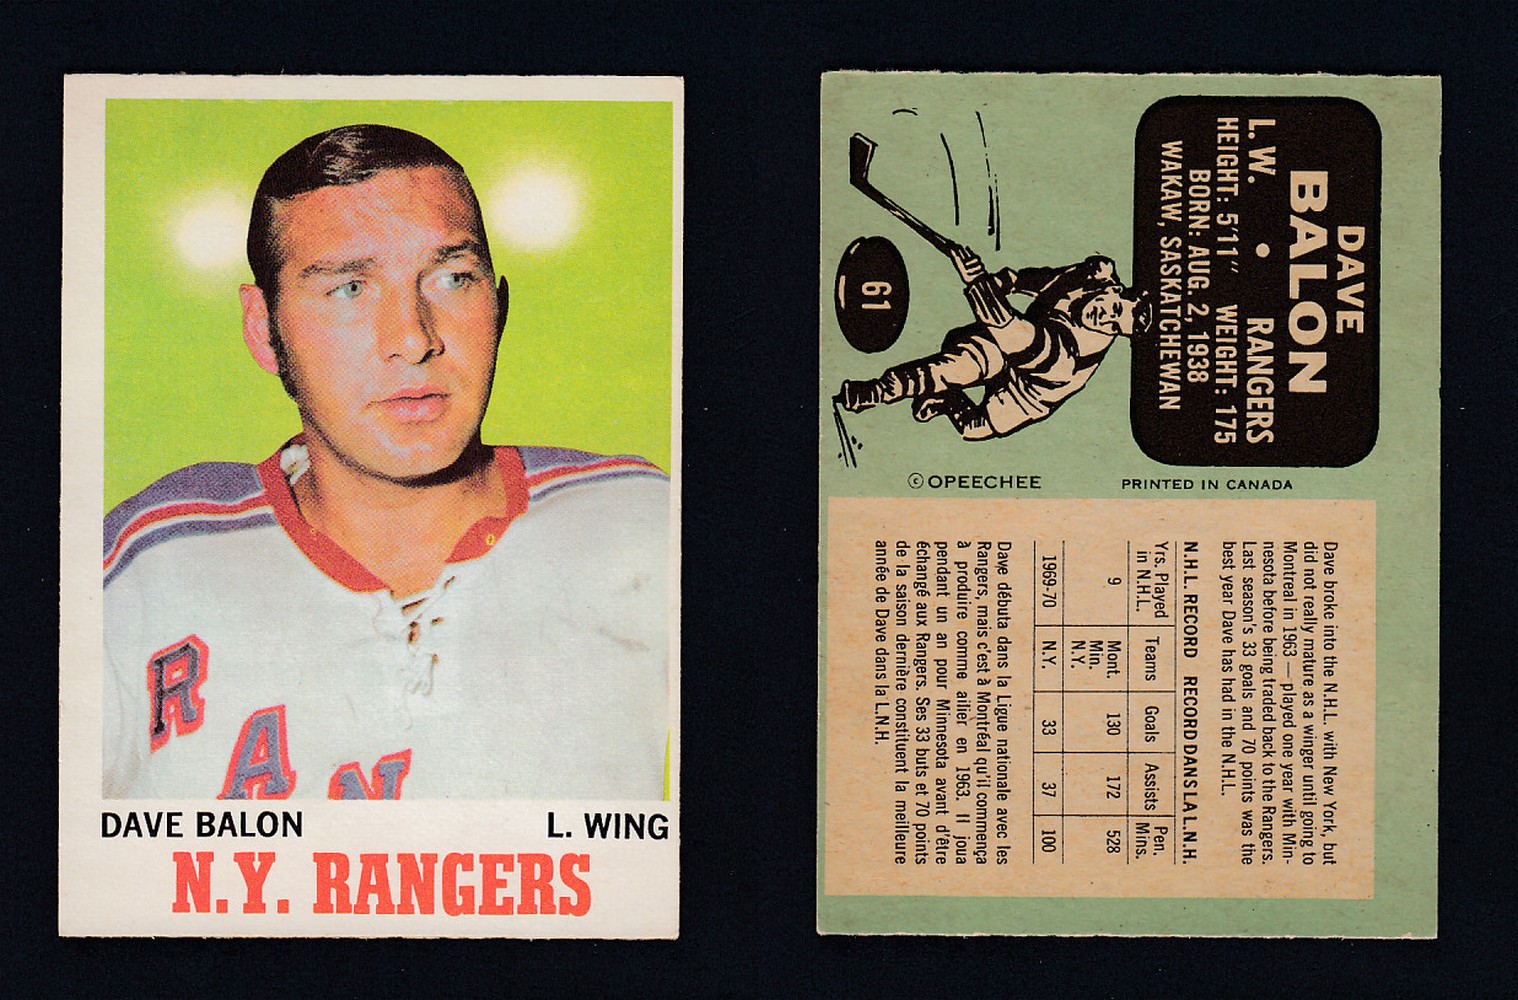 RAN
DAVE BALON L. WING
N.Y. RANGERS
DAVE
BALON
L. W. • RANGERS
HEIGHT: 5'11" WEIGHT: 175
BORN: AUG. 2, 1938
WAKAW, SASKATCHEWAN
61
© OPEECHEE PRINTED IN CANADA
Dave broke into the N.H.L. with New York, but
did not really mature as a winger until going to
Montreal in 1963 — played one year with Min-
nesota before being traded back to the Rangers.
Last season's 33 goals and 70 points was the
best year Dave has had in the N.H.L.
N.H.L. RECORD RECORD DANS LA L.N.H.
Yrs. Played in N.H.L. Teams Goals Assists Pen. Mins.
9 Mont. Min. N.Y. 130 172 528
1969-70 N.Y. 33 37 100
Dave débuta dans la Ligue nationale avec les
Rangers, mais c'est à Montréal qu'il commença
à produire comme ailier en 1963. Il joua
pendant un an pour Minnesota avant d'être
échangé aux Rangers. Ses 33 buts et 70 points
de la saison dernière constituent la meilleure
année de Dave dans la L.N.H.